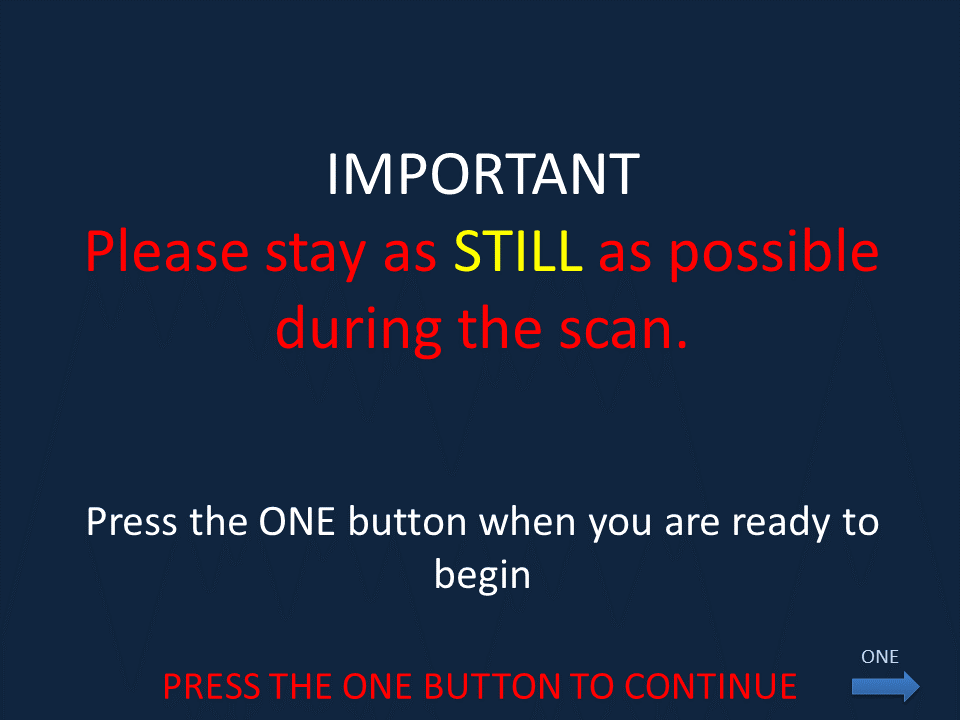 IMPORTANT
Please stay as STILL as possible
during the scan.
Press the ONE button when you are ready to
begin
ONE
PRESS THE ONE BUTTON TO CONTINUE